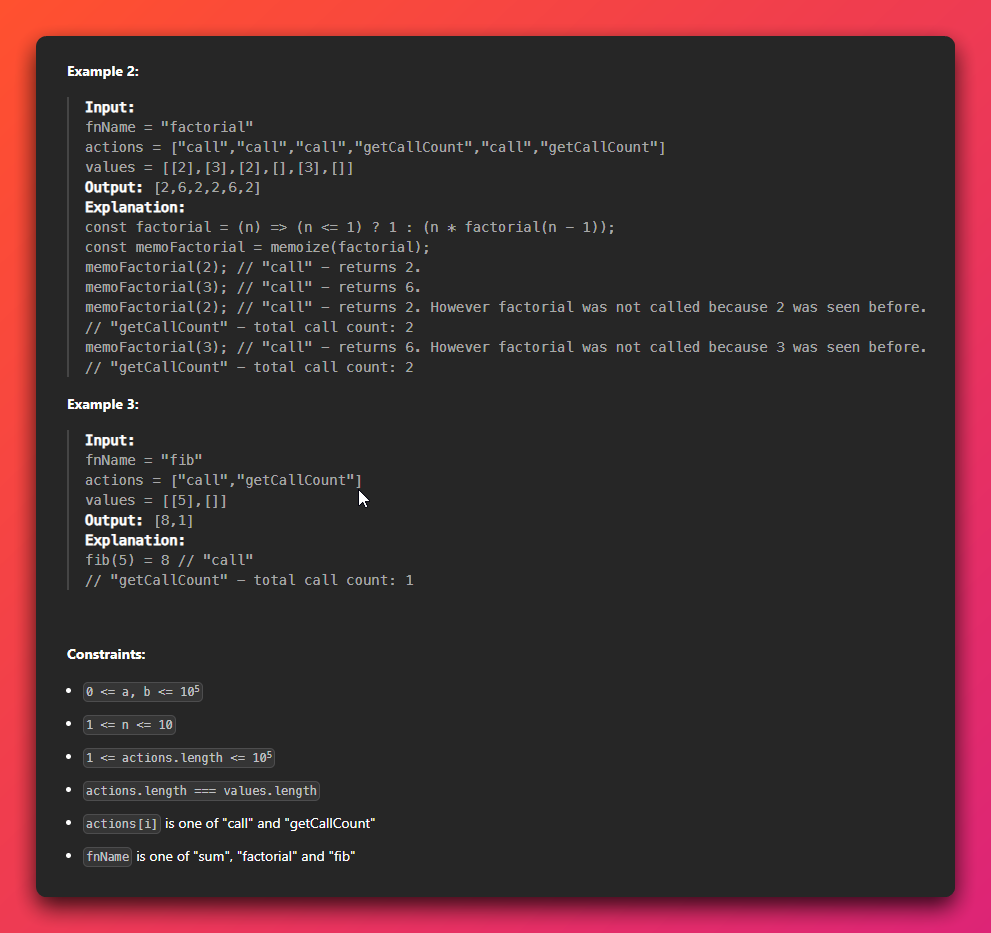 Example 2:
Input:
fnName = "factorial"
actions = ["call","call","call","getCallCount","call","getCallCount"]
values = [[2],[3],[2],[],[3],[]]
Output: [2,6,2,2,6,2]
Explanation:
const factorial = (n) => (n <= 1) ? 1 : (n * factorial(n - 1));
const memoFactorial = memoize(factorial);
memoFactorial(2); // "call" - returns 2.
memoFactorial(3); // "call" - returns 6.
memoFactorial(2); // "call" - returns 2. However factorial was not called because 2 was seen before.
// "getCallCount" - total call count: 2
memoFactorial(3); // "call" - returns 6. However factorial was not called because 3 was seen before.
// "getCallCount" - total call count: 2
Example 3:
Input:
fnName = "fib"
actions = ["call","getCallCount"]
values = [[5],[]]
Output: [8,1]
Explanation:
fib(5) = 8 // "call"
// "getCallCount" - total call count: 1
Constraints:
• 0 <= a, b <= 10⁵
• 1 <= n <= 10
• 1 <= actions.length <= 10⁵
• actions.length === values.length
• actions[i] is one of "call" and "getCallCount"
• fnName is one of "sum", "factorial" and "fib"